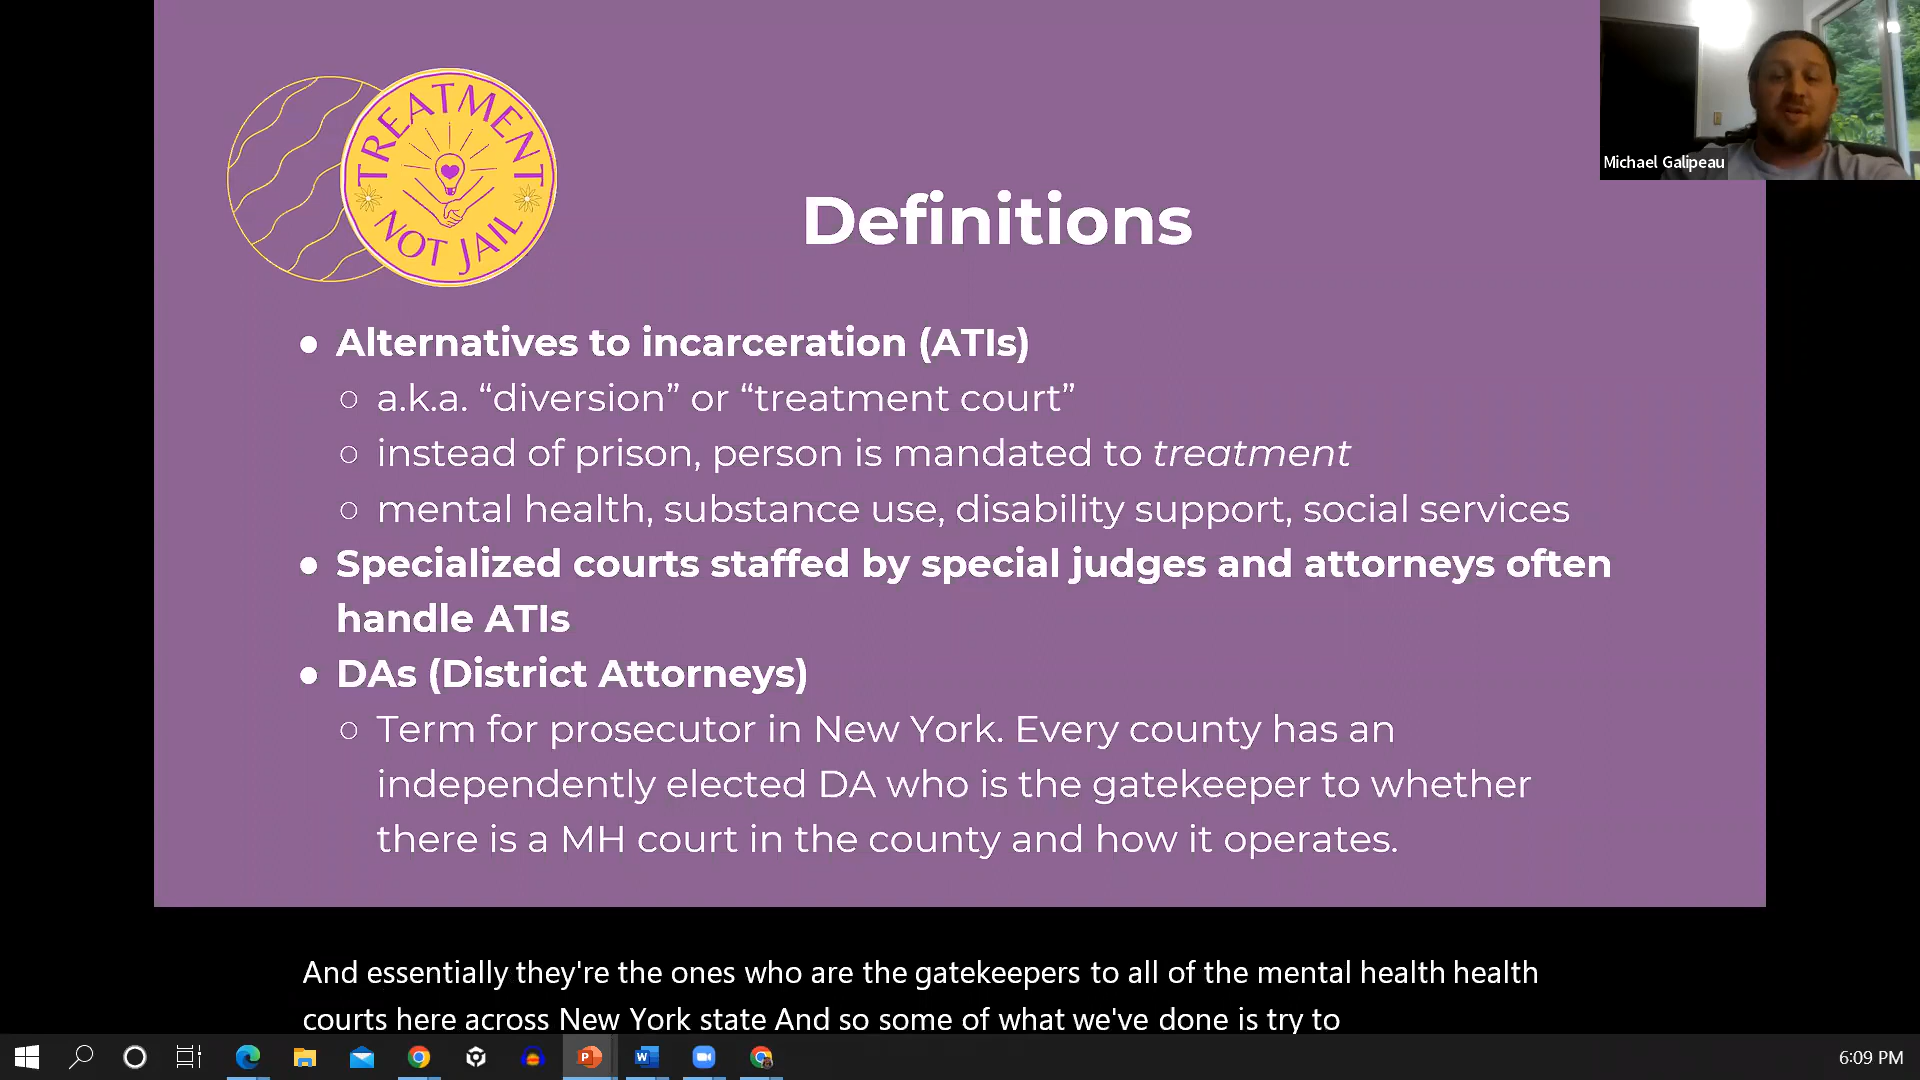 TREATMENT
NOT JAIL
Michael Galipeau
Definitions
● Alternatives to incarceration (ATIs)
○ a.k.a. “diversion” or “treatment court”
○ instead of prison, person is mandated to treatment
○ mental health, substance use, disability support, social services
● Specialized courts staffed by special judges and attorneys often
handle ATIs
● DAs (District Attorneys)
○ Term for prosecutor in New York. Every county has an
independently elected DA who is the gatekeeper to whether
there is a MH court in the county and how it operates.
And essentially they're the ones who are the gatekeepers to all of the mental health health
courts here across New York state And so some of what we've done is try to
6:09 PM